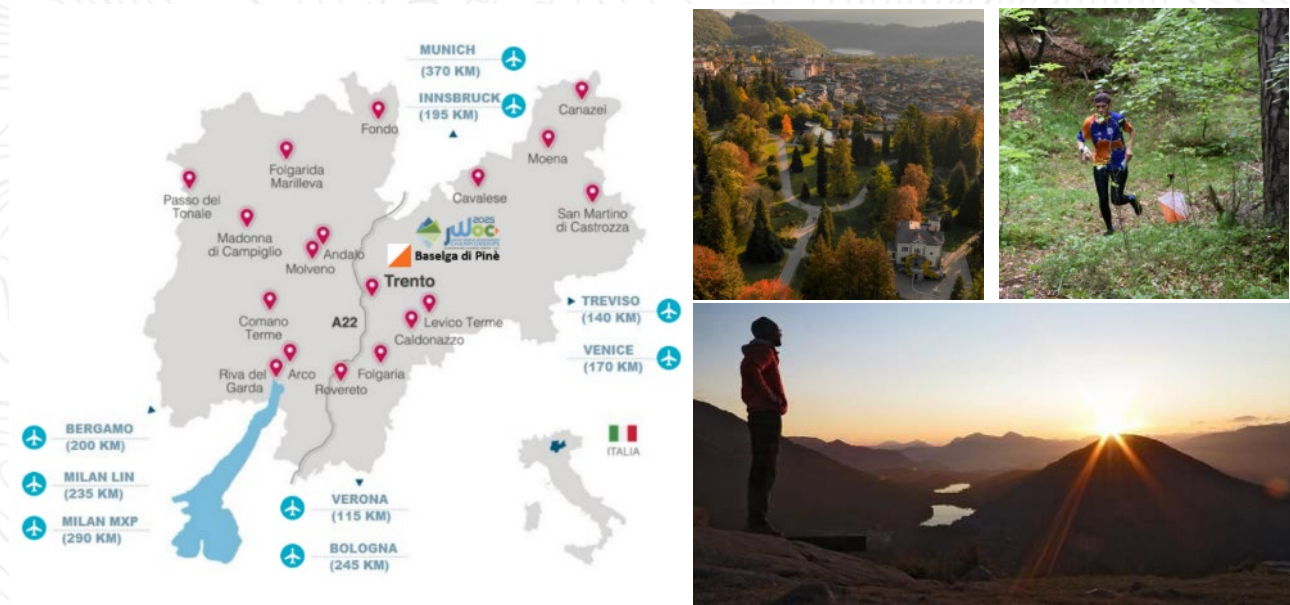 MUNICH
(370 KM)
INNSBRUCK
(195 KM)
Canazei
Fondo
Moena
Folgarida
Marilleva
Passo del
Tonale
Cavalese
San Martino
di Castrozza
Madonna
di Campiglio
Andalo
Molveno
2025
JWOC
CHAMPIONSHIPS
Baselga di Pinè
Trento
Comano
Terme
A22
Levico Terme
Caldonazzo
TREVISO
(140 KM)
VENICE
(170 KM)
Riva del
Garda
Arco
Rovereto
Folgaria
BERGAMO
(200 KM)
MILAN LIN
(235 KM)
MILAN MXP
(290 KM)
VERONA
(115 KM)
BOLOGNA
(245 KM)
ITALIA